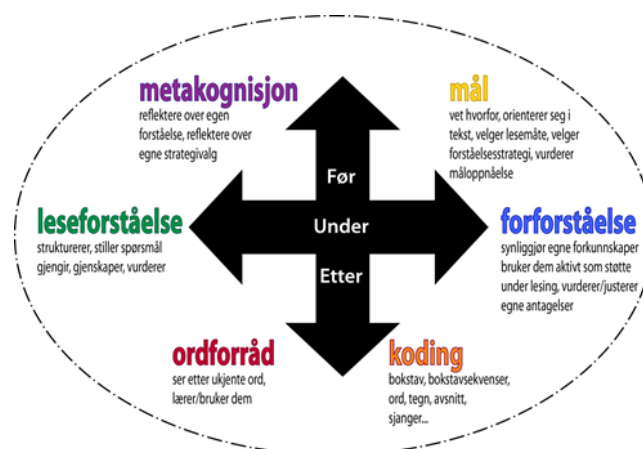 metakognisjon
reflektere over egen
forståelse, reflektere over
egne strategivalg
mål
vet hvorfor, orienterer seg i
tekst, velger lesemåte, velger
forståelsesstrategi, vurderer
måloppnåelse
Før
Under
Etter
leseforståelse
strukturerer, stiller spørsmål
gjengir, gjenskaper, vurderer
forforståelse
synliggjør egne forkunnskaper
bruker dem aktivt som støtte
under lesing, vurderer/justerer
egne antagelser
ordforråd
ser etter ukjente ord,
lærer/bruker dem
koding
bokstav, bokstavsekvenser,
ord, tegn, avsnitt,
sjanger...